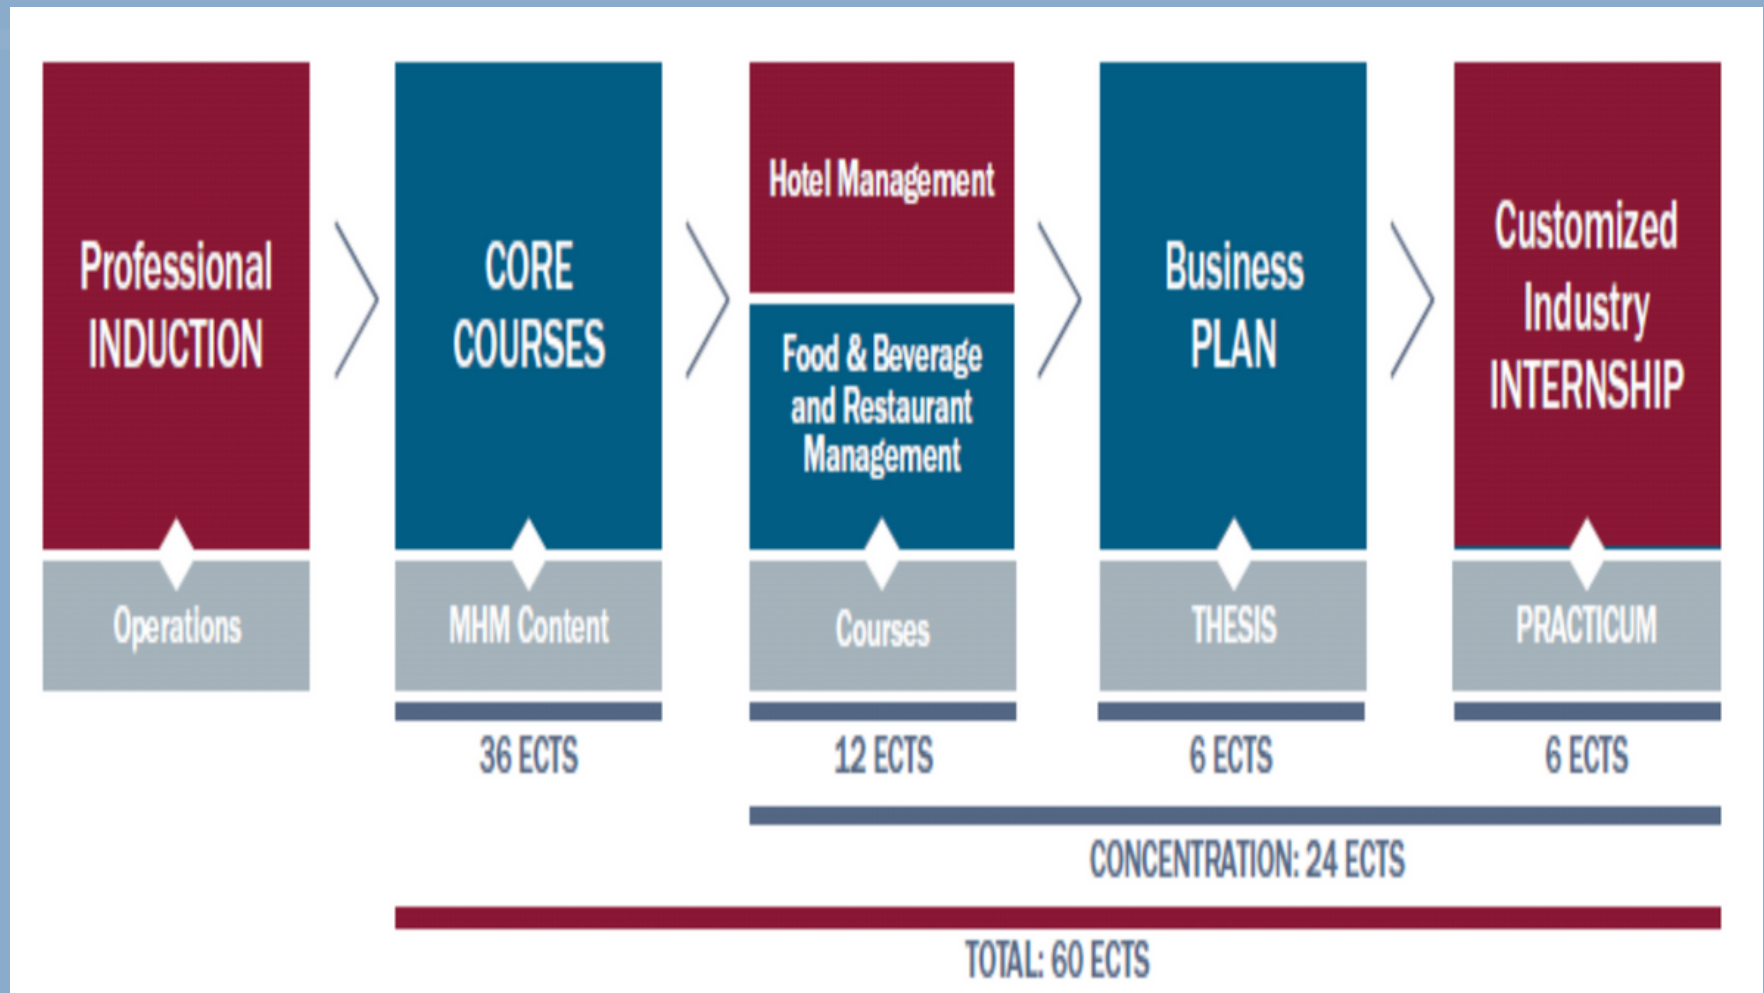 Professional
INDUCTION
Operations
CORE
COURSES
MHM Content
36 ECTS
Hotel Management
Food & Beverage
and Restaurant
Management
Courses
12 ECTS
Business
PLAN
THESIS
6 ECTS
Customized
Industry
INTERNSHIP
PRACTICUM
6 ECTS
CONCENTRATION: 24 ECTS
TOTAL: 60 ECTS